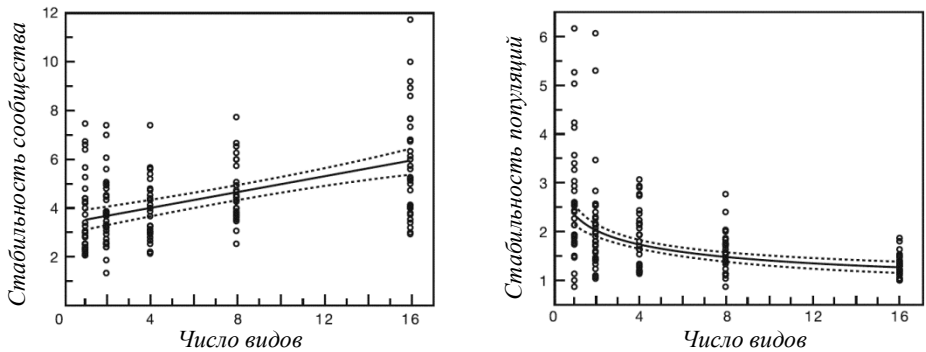 Стабильность сообщества
12
10
8
6
4
2
0 4 8 12 16
Число видов
Стабильность популяций
6
5
4
3
2
1
0 4 8 12 16
Число видов